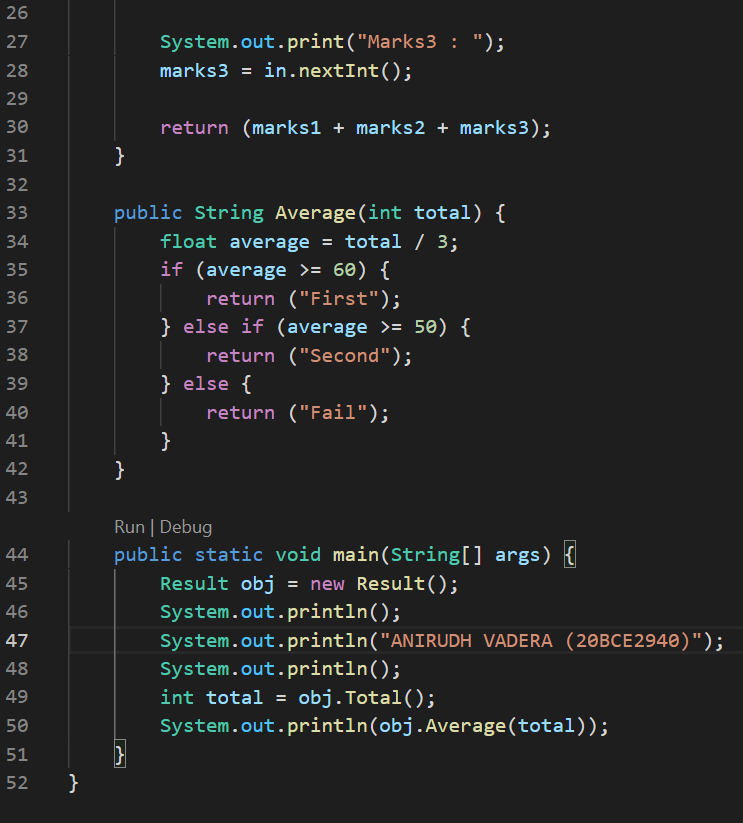 26
27 System.out.print("Marks3 : ");
28 marks3 = in.nextInt();
29
30 return (marks1 + marks2 + marks3);
31 }
32
33 public String Average(int total) {
34 float average = total / 3;
35 if (average >= 60) {
36 return ("First");
37 } else if (average >= 50) {
38 return ("Second");
39 } else {
40 return ("Fail");
41 }
42 }
43
Run | Debug
44 public static void main(String[] args) {
45 Result obj = new Result();
46 System.out.println();
47 System.out.println("ANIRUDH VADERA (20BCE2940)");
48 System.out.println();
49 int total = obj.Total();
50 System.out.println(obj.Average(total));
51 }
52 }